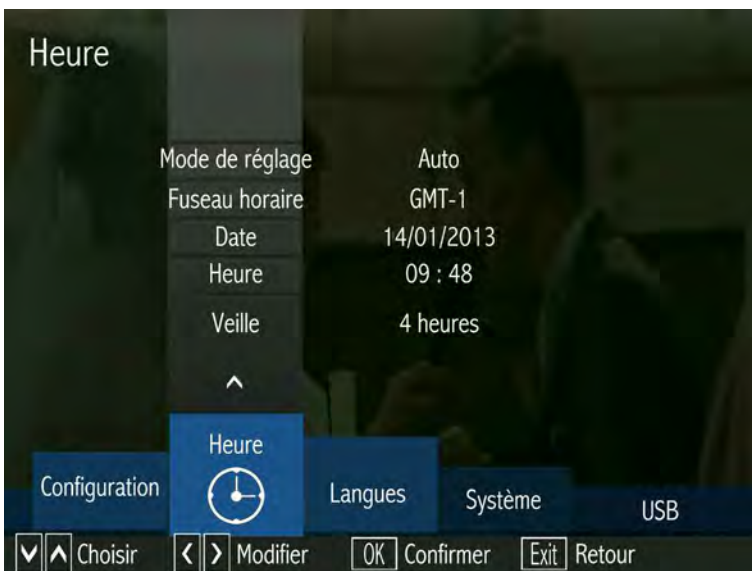 Heure
Mode de réglage Auto
Fuseau horaire GMT-1
Date 14/01/2013
Heure 09 : 48
Veille 4 heures
Heure
Configuration Langues Système USB
Choisir Modifier OK Confirmer Exit Retour